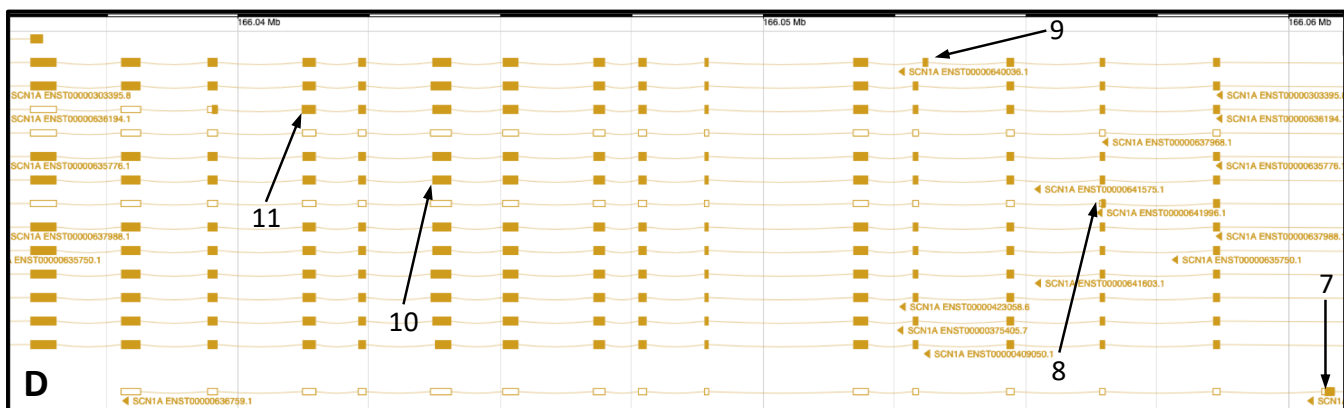 166.04 Mb 166.05 Mb 166.06 Mb
9
SCN1A ENST00000640036.1
SCN1A ENST00000303395.8 SCN1A ENST00000303395.8
SCN1A ENST00000636194.1 SCN1A ENST00000636194.
SCN1A ENST00000637968.1
SCN1A ENST00000635776.1 SCN1A ENST00000635776.1
SCN1A ENST00000641575.1
11 SCN1A ENST00000641996.1
SCN1A ENST00000637988.1 SCN1A ENST00000637988.1
ENST00000635750.1 SCN1A ENST00000635750.1
SCN1A ENST00000641603.1 7
SCN1A ENST00000423058.6
10 SCN1A ENST00000375405.7
SCN1A ENST00000409050.1
8
D
SCN1A ENST00000636759.1 SCN1